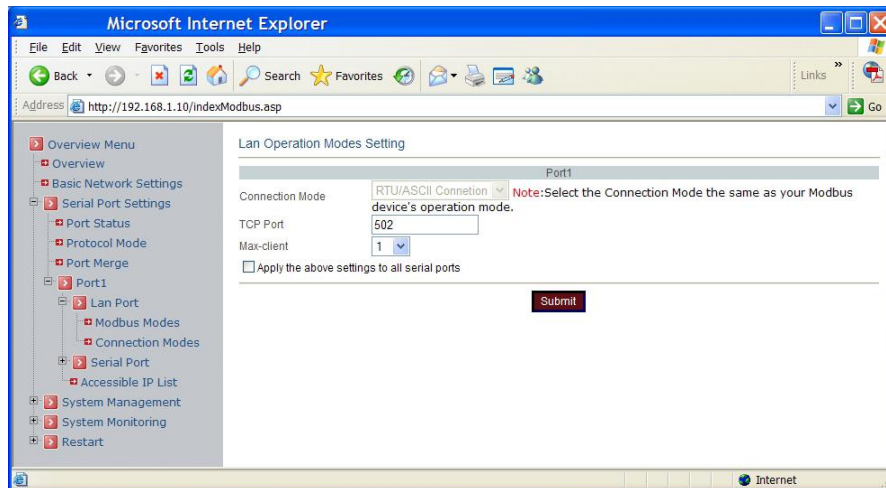 Microsoft Internet Explorer
File Edit View Favorites Tools Help
Back Search Favorites Links »
Address http://192.168.1.10/indexModbus.asp Go
Overview Menu
Overview
Basic Network Settings
Serial Port Settings
Port Status
Protocol Mode
Port Merge
Port1
Lan Port
Modbus Modes
Connection Modes
Serial Port
Accessible IP List
System Management
System Monitoring
Restart
Lan Operation Modes Setting
Port1
Connection Mode RTU/ASCII Connetion Note:Select the Connection Mode the same as your Modbus
device's operation mode.
TCP Port 502
Max-client 1
Apply the above settings to all serial ports
Submit
Internet